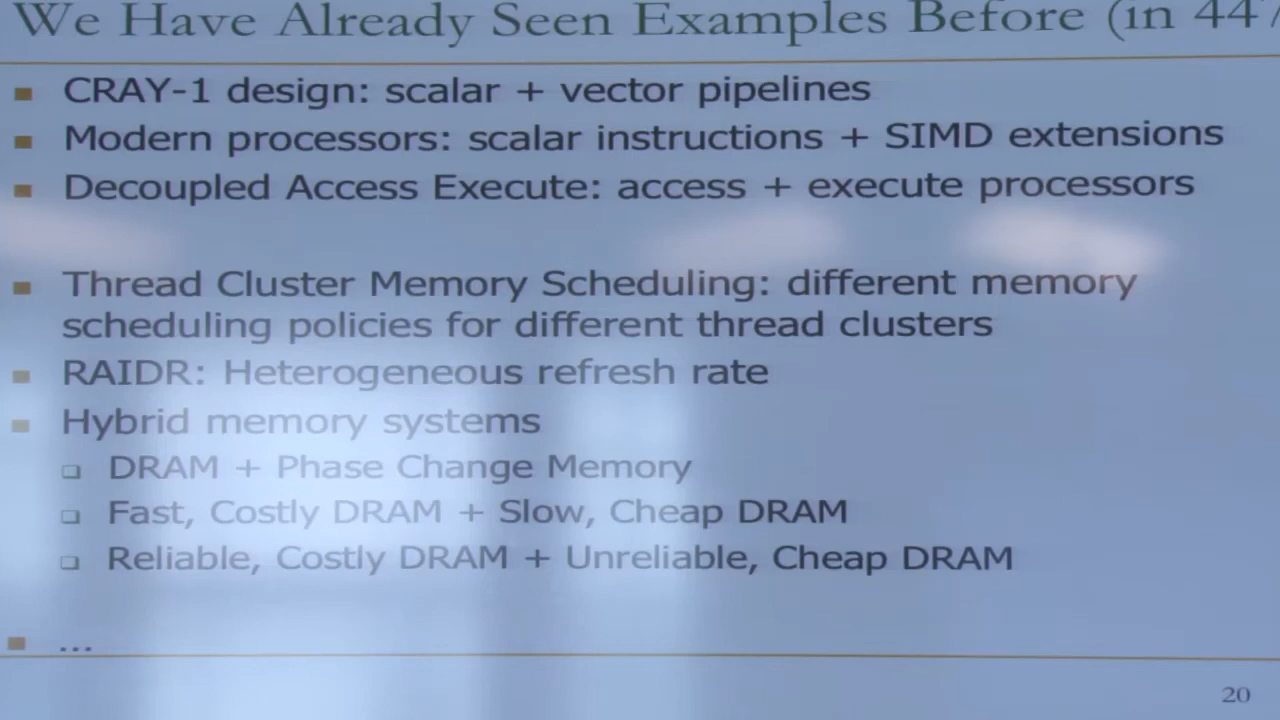 We Have Already Seen Examples Before (in 447
CRAY-1 design: scalar + vector pipelines
Modern processors: scalar instructions + SIMD extensions
Decoupled Access Execute: access + execute processors
Thread Cluster Memory Scheduling: different memory
scheduling policies for different thread clusters
RAIDR: Heterogeneous refresh rate
Hybrid memory systems
DRAM + Phase Change Memory
Fast, Costly DRAM + Slow, Cheap DRAM
Reliable, Costly DRAM + Unreliable, Cheap DRAM
...
20